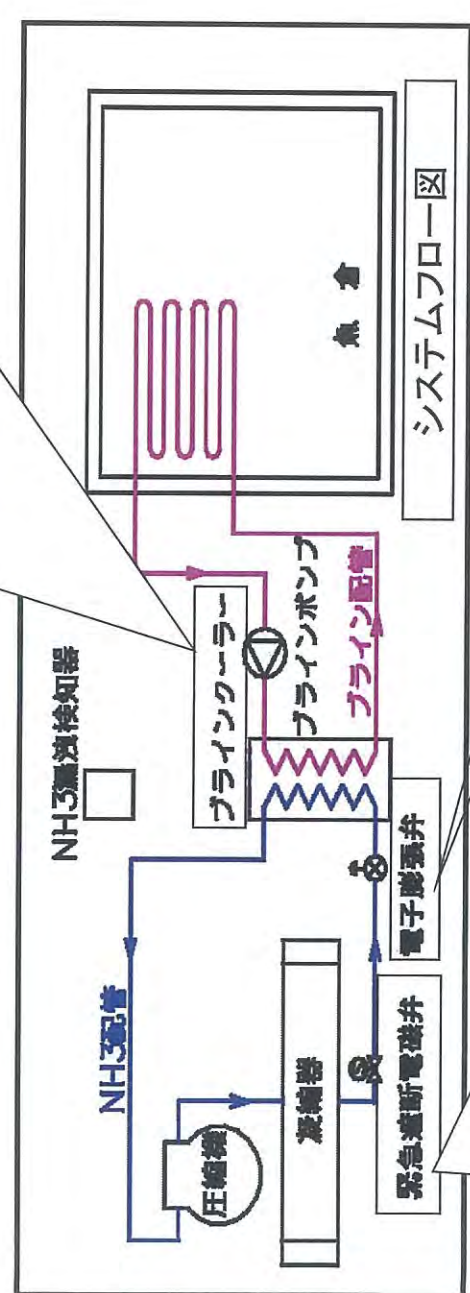 NH3漏洩検知器
NH3配管
圧縮機
凝縮器
緊急遮断電磁弁
電子膨張弁
ブラインクーラー
ブラインポンプ
ブライン配管
魚倉
システムフロー図